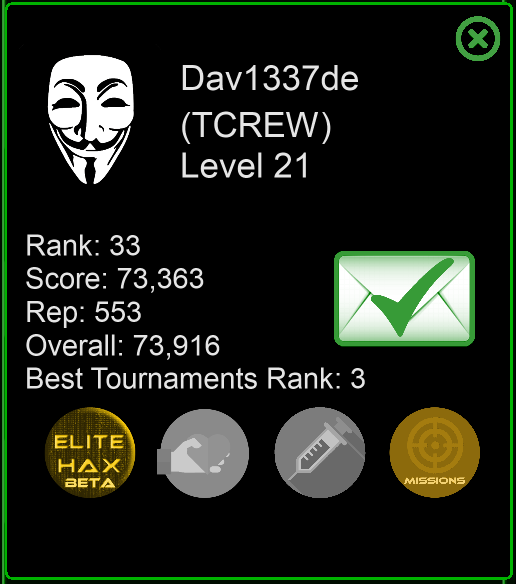 Dav1337de
(TCREW)
Level 21
Rank: 33
Score: 73,363
Rep: 553
Overall: 73,916
Best Tournaments Rank: 3
ELITE
HAX
BETA
MISSIONS